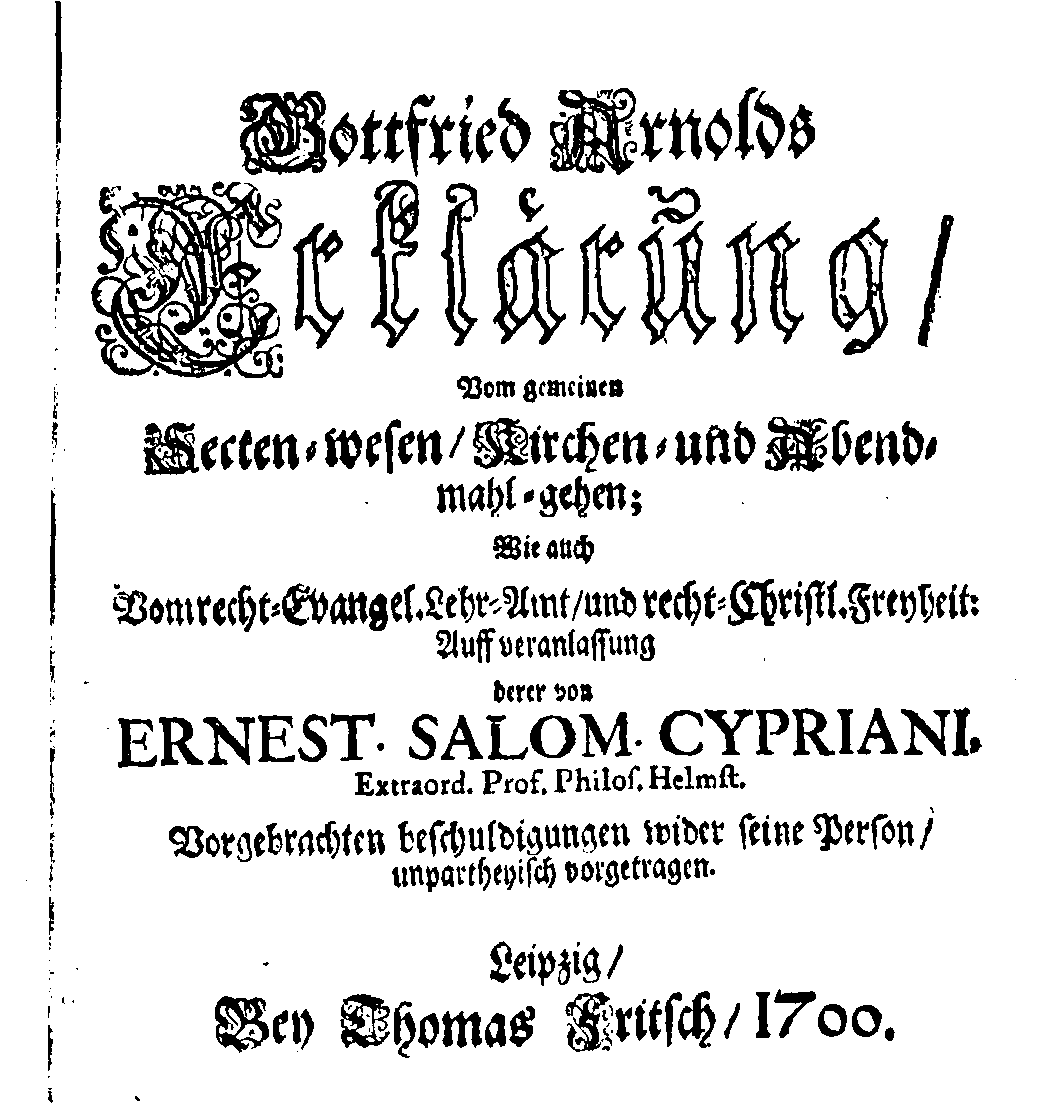 Gottfried Arnolds
Erklärung/
Vom gemeinen
Secten-wesen/Kirchen-und Abend-
mahl-gehen;
Wie auch
Vom recht-Evangel. Lehr-Amt/und recht-Christl. Freyheit:
Auff veranlassung
derer von
ERNEST. SALOM. CYPRIANI,
Extraord. Prof. Philoſ. Helmſt.
Vorgebrachten beſchuldigungen wider ſeine Perſon/
unpartheyiſch vorgetragen.
Leipzig/
Bey Thomas Fritſch/1700.